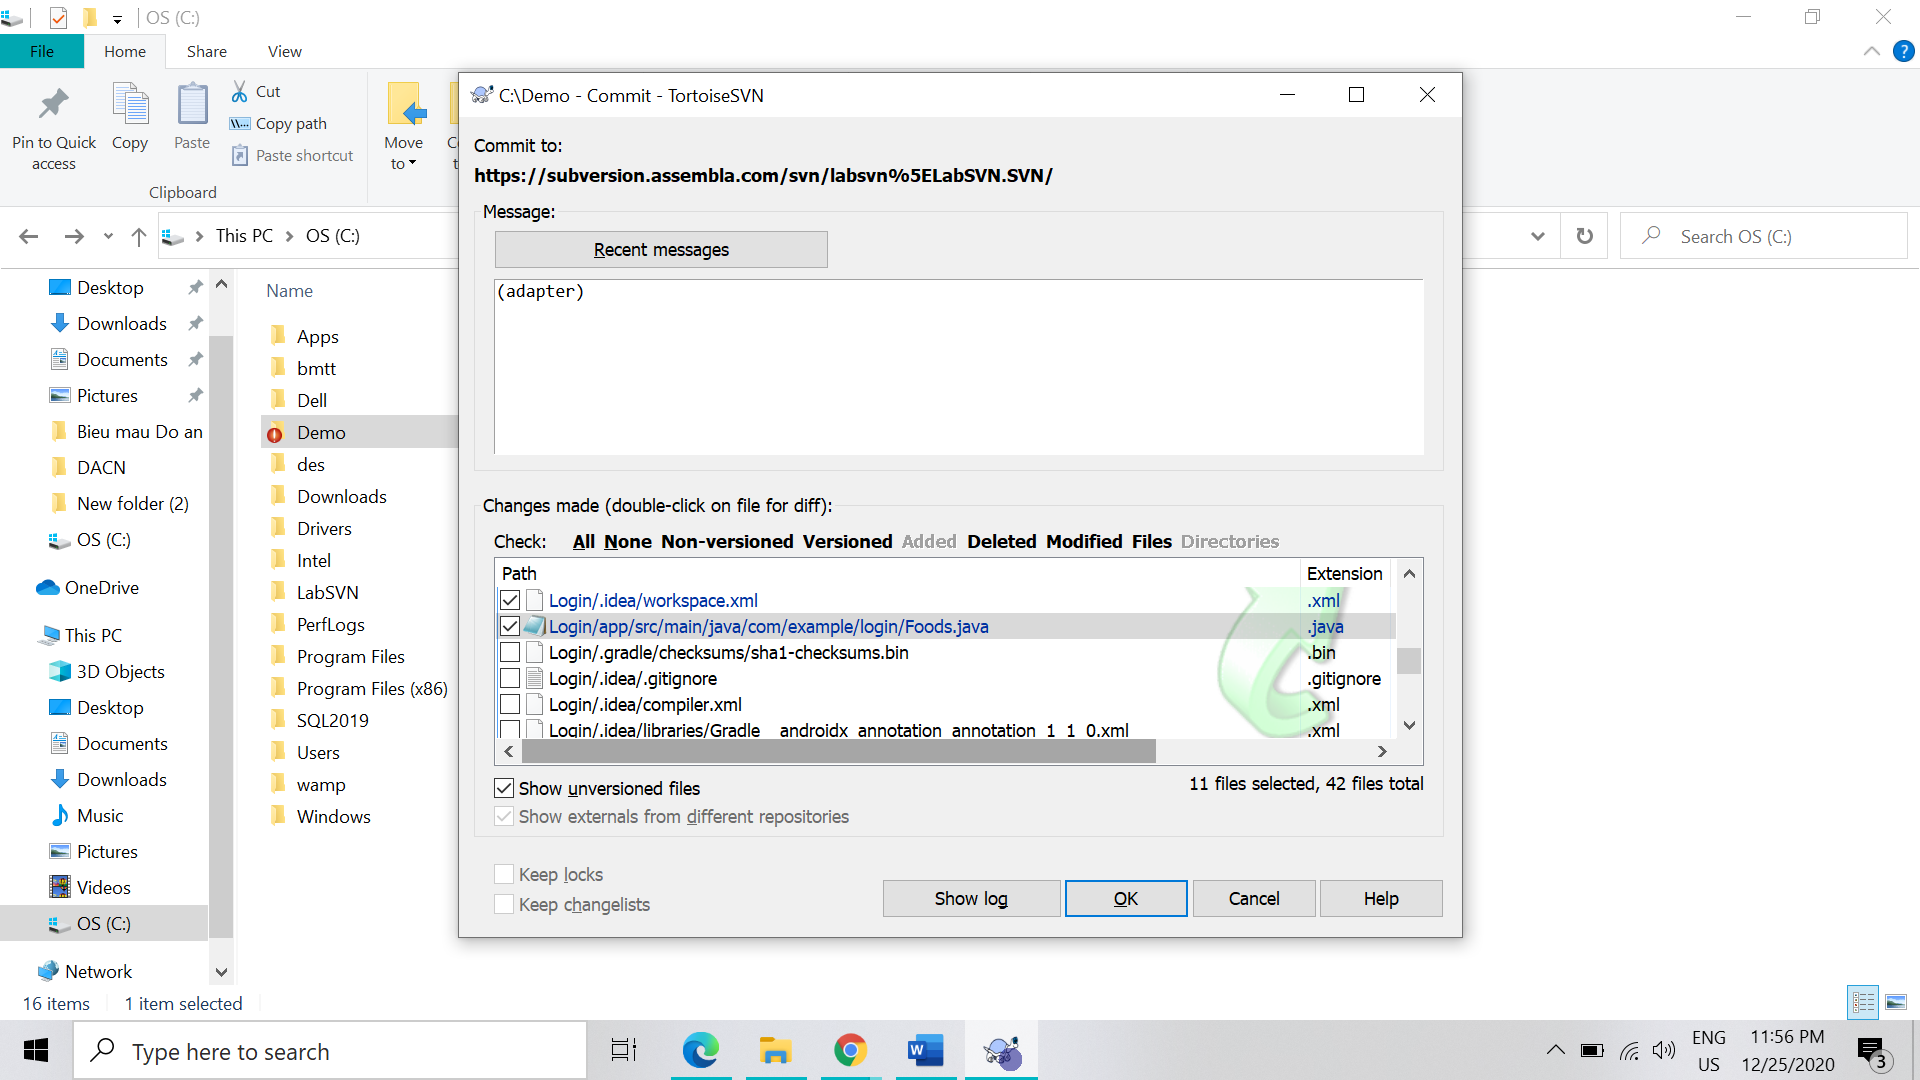 OS (C:)
File Home Share View
Pin to Quick access
Copy
Paste
Cut
Copy path
Paste shortcut
Move to
Clipboard
This PC OS (C:)
Search OS (C:)
Desktop
Downloads
Documents
Pictures
Bieu mau Do an
DACN
New folder (2)
OS (C:)
OneDrive
This PC
3D Objects
Desktop
Documents
Downloads
Music
Pictures
Videos
OS (C:)
Network
Name
Apps
bmtt
Dell
Demo
des
Downloads
Drivers
Intel
LabSVN
PerfLogs
Program Files
Program Files (x86)
SQL2019
Users
wamp
Windows
16 items 1 item selected
C:\Demo - Commit - TortoiseSVN
Commit to:
https://subversion.assembla.com/svn/labsvn%5ELabSVN.SVN/
Message:
Recent messages
(adapter)
Changes made (double-click on file for diff):
Check: All None Non-versioned Versioned Added Deleted Modified Files Directories
Path Extension
Login/.idea/workspace.xml .xml
Login/app/src/main/java/com/example/login/Foods.java .java
Login/.gradle/checksums/sha1-checksums.bin .bin
Login/.idea/.gitignore .gitignore
Login/.idea/compiler.xml .xml
Login/.idea/libraries/Gradle__androidx_annotation_annotation_1_1_0.xml .xml
Show unversioned files 11 files selected, 42 files total
Show externals from different repositories
Keep locks
Keep changelists
Show log OK Cancel Help
Type here to search
ENG
US
11:56 PM
12/25/2020
3